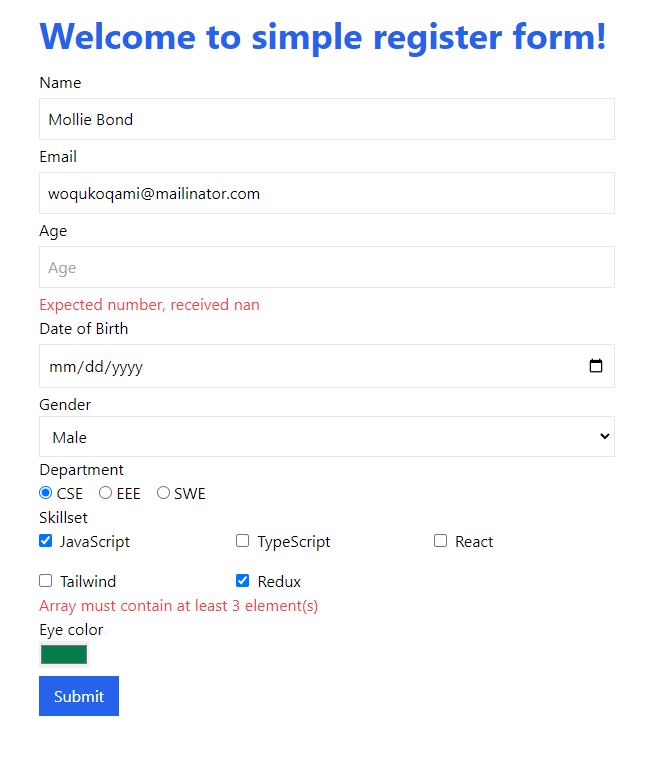 Welcome to simple register form!
Name
Mollie Bond
Email
woqukoqami@mailinator.com
Age
Age
Expected number, received nan
Date of Birth
mm/dd/yyyy
Gender
Male
Department
CSE EEE SWE
Skillset
JavaScript TypeScript React
Tailwind Redux
Array must contain at least 3 element(s)
Eye color
Submit